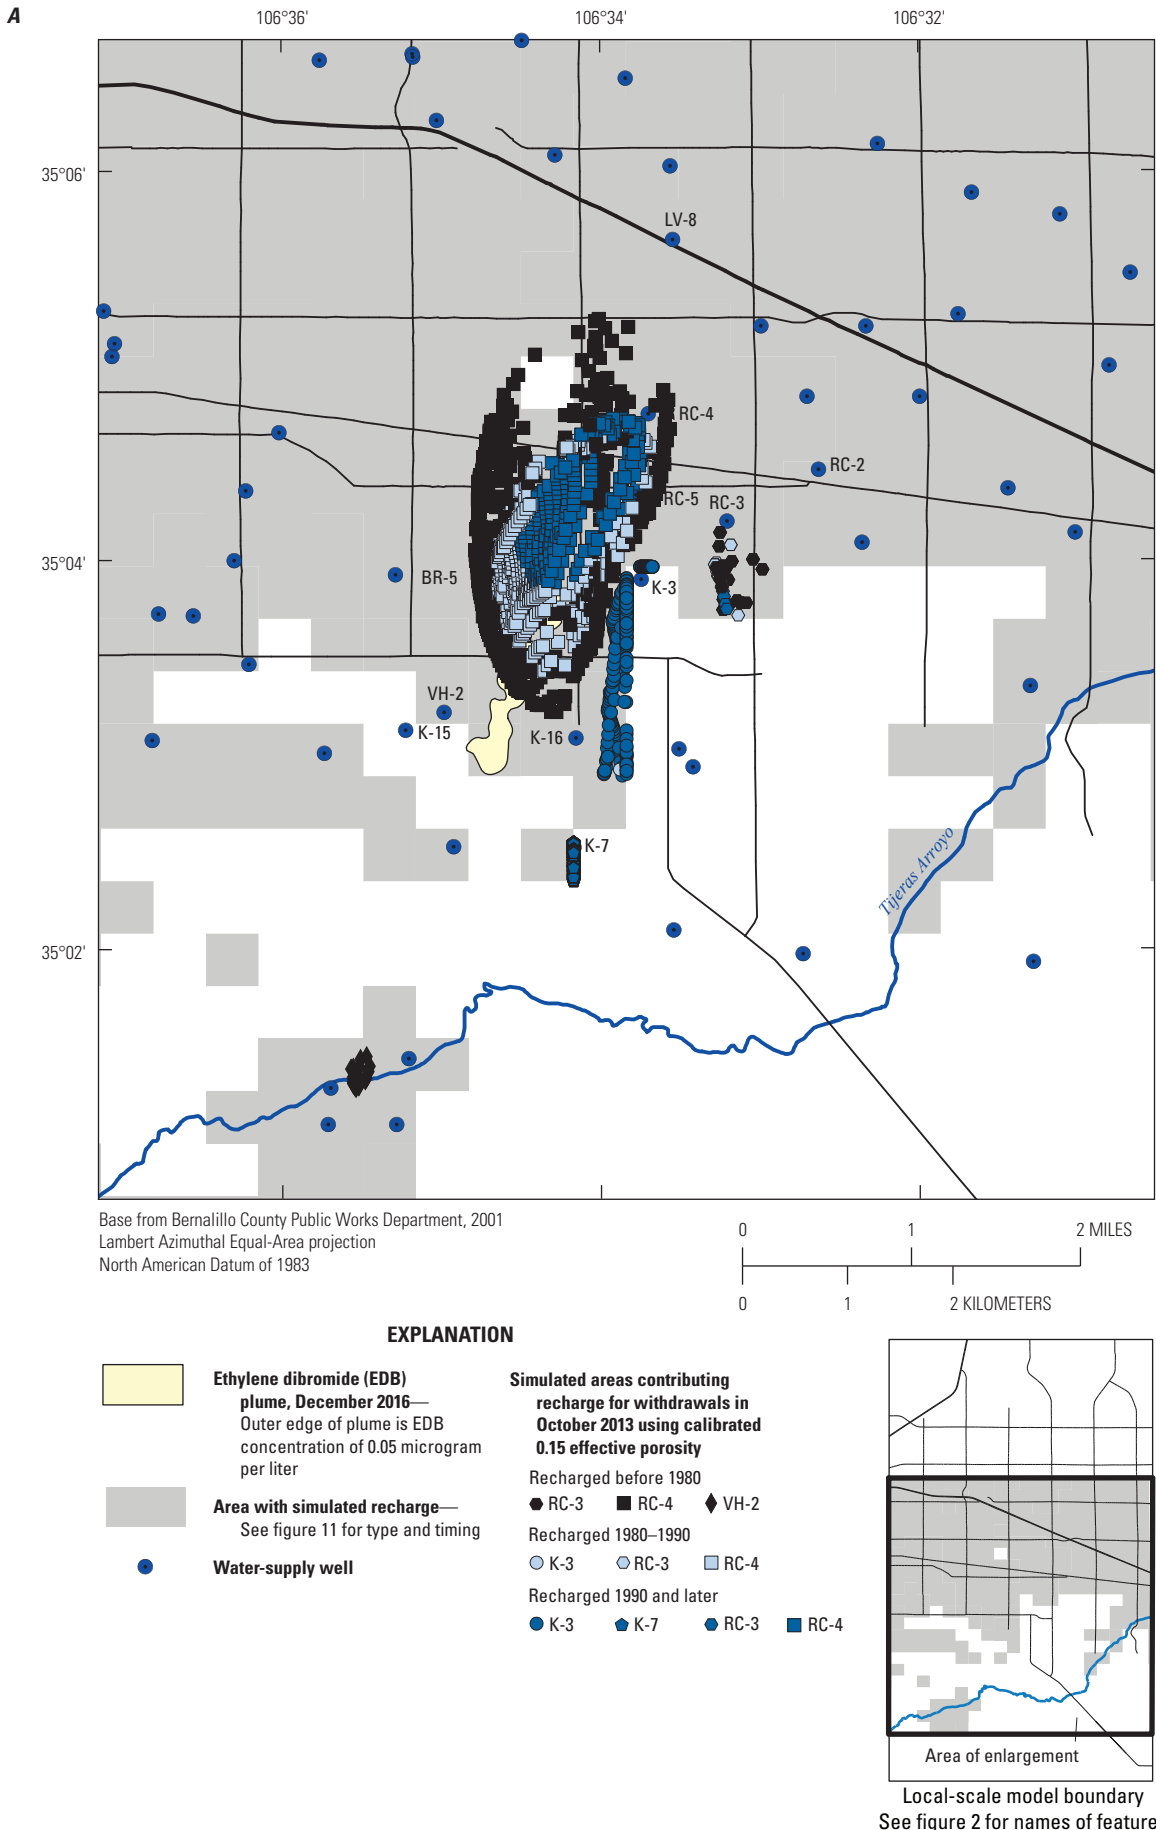 A
106°36'
106°34'
106°32'
35°06'
LV-8
RC-4
RC-2
RC-5
RC-3
35°04'
BR-5
K-3
VH-2
K-15
K-16
K-7
Tijeras Arroyo
35°02'
Base from Bernalillo County Public Works Department, 2001
Lambert Azimuthal Equal-Area projection
North American Datum of 1983
0 1 2 MILES
0 1 2 KILOMETERS
EXPLANATION
Ethylene dibromide (EDB)
plume, December 2016—
Outer edge of plume is EDB
concentration of 0.05 microgram
per liter
Area with simulated recharge—
See figure 11 for type and timing
Water-supply well
Simulated areas contributing
recharge for withdrawals in
October 2013 using calibrated
0.15 effective porosity
Recharged before 1980
RC-3 RC-4 VH-2
Recharged 1980–1990
K-3 RC-3 RC-4
Recharged 1990 and later
K-3 K-7 RC-3 RC-4
Area of enlargement
Local-scale model boundary
See figure 2 for names of feature